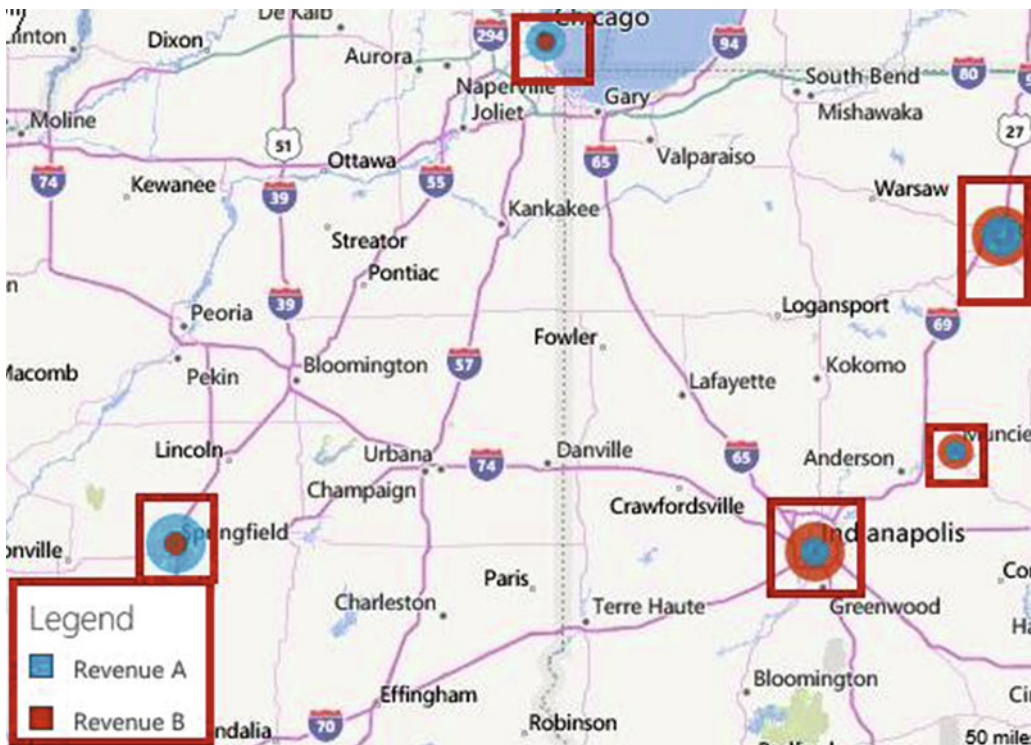 De Kalb
Chicago
Dixon
294
94
Aurora
South Bend
80
Naperville
Gary
Mishawaka
Joliet
Moline
27
51
Ottawa
65
Valparaiso
74
Kewanee
39
55
Warsaw
Kankakee
Streator
Pontiac
39
Logansport
Peoria
69
Fowler
Bloomington
57
Kokomo
Macomb
Pekin
Lafayette
Muncie
Lincoln
Urbana
74
Danville
65
Anderson
Champaign
Crawfordsville
Springfield
Indianapolis
onville
Paris
Charleston
Terre Haute
Greenwood
Legend
Revenue A
Bloomington
Effingham
Revenue B
ndalia
70
Robinson
50 miles